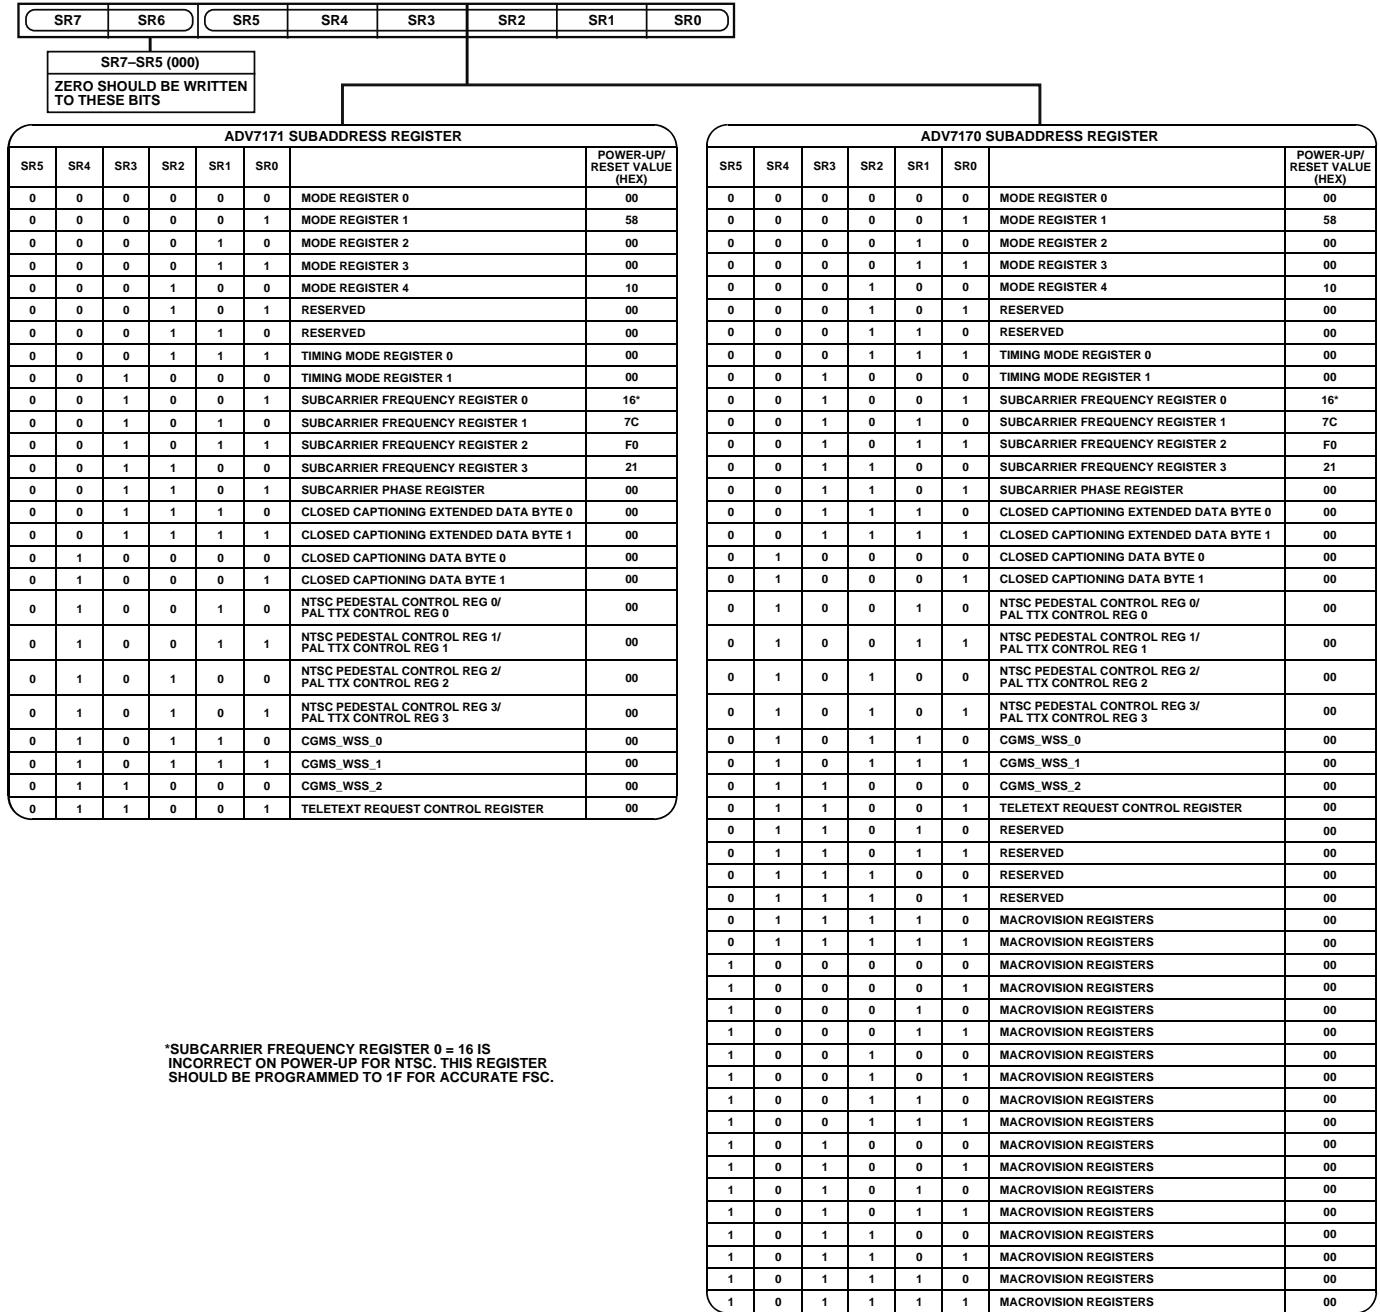 SR7 SR6 SR5 SR4 SR3 SR2 SR1 SR0
SR7–SR5 (000)
ZERO SHOULD BE WRITTEN
TO THESE BITS
ADV7171 SUBADDRESS REGISTER
SR5 SR4 SR3 SR2 SR1 SR0 POWER-UP/
RESET VALUE
(HEX)
0 0 0 0 0 0 MODE REGISTER 0 00
0 0 0 0 0 1 MODE REGISTER 1 58
0 0 0 0 1 0 MODE REGISTER 2 00
0 0 0 0 1 1 MODE REGISTER 3 00
0 0 0 1 0 0 MODE REGISTER 4 10
0 0 0 1 0 1 RESERVED 00
0 0 0 1 1 0 RESERVED 00
0 0 0 1 1 1 TIMING MODE REGISTER 0 00
0 0 1 0 0 0 TIMING MODE REGISTER 1 00
0 0 1 0 0 1 SUBCARRIER FREQUENCY REGISTER 0 16*
0 0 1 0 1 0 SUBCARRIER FREQUENCY REGISTER 1 7C
0 0 1 0 1 1 SUBCARRIER FREQUENCY REGISTER 2 F0
0 0 1 1 0 0 SUBCARRIER FREQUENCY REGISTER 3 21
0 0 1 1 0 1 SUBCARRIER PHASE REGISTER 00
0 0 1 1 1 0 CLOSED CAPTIONING EXTENDED DATA BYTE 0 00
0 0 1 1 1 1 CLOSED CAPTIONING EXTENDED DATA BYTE 1 00
0 1 0 0 0 0 CLOSED CAPTIONING DATA BYTE 0 00
0 1 0 0 0 1 CLOSED CAPTIONING DATA BYTE 1 00
0 1 0 0 1 0 NTSC PEDESTAL CONTROL REG 0/
PAL TTX CONTROL REG 0 00
0 1 0 0 1 1 NTSC PEDESTAL CONTROL REG 1/
PAL TTX CONTROL REG 1 00
0 1 0 1 0 0 NTSC PEDESTAL CONTROL REG 2/
PAL TTX CONTROL REG 2 00
0 1 0 1 0 1 NTSC PEDESTAL CONTROL REG 3/
PAL TTX CONTROL REG 3 00
0 1 0 1 1 0 CGMS_WSS_0 00
0 1 0 1 1 1 CGMS_WSS_1 00
0 1 1 0 0 0 CGMS_WSS_2 00
0 1 1 0 0 1 TELETEXT REQUEST CONTROL REGISTER 00
*SUBCARRIER FREQUENCY REGISTER 0 = 16 IS
INCORRECT ON POWER-UP FOR NTSC. THIS REGISTER
SHOULD BE PROGRAMMED TO 1F FOR ACCURATE FSC.
ADV7170 SUBADDRESS REGISTER
SR5 SR4 SR3 SR2 SR1 SR0 POWER-UP/
RESET VALUE
(HEX)
0 0 0 0 0 0 MODE REGISTER 0 00
0 0 0 0 0 1 MODE REGISTER 1 58
0 0 0 0 1 0 MODE REGISTER 2 00
0 0 0 0 1 1 MODE REGISTER 3 00
0 0 0 1 0 0 MODE REGISTER 4 10
0 0 0 1 0 1 RESERVED 00
0 0 0 1 1 0 RESERVED 00
0 0 0 1 1 1 TIMING MODE REGISTER 0 00
0 0 1 0 0 0 TIMING MODE REGISTER 1 00
0 0 1 0 0 1 SUBCARRIER FREQUENCY REGISTER 0 16*
0 0 1 0 1 0 SUBCARRIER FREQUENCY REGISTER 1 7C
0 0 1 0 1 1 SUBCARRIER FREQUENCY REGISTER 2 F0
0 0 1 1 0 0 SUBCARRIER FREQUENCY REGISTER 3 21
0 0 1 1 0 1 SUBCARRIER PHASE REGISTER 00
0 0 1 1 1 0 CLOSED CAPTIONING EXTENDED DATA BYTE 0 00
0 0 1 1 1 1 CLOSED CAPTIONING EXTENDED DATA BYTE 1 00
0 1 0 0 0 0 CLOSED CAPTIONING DATA BYTE 0 00
0 1 0 0 0 1 CLOSED CAPTIONING DATA BYTE 1 00
0 1 0 0 1 0 NTSC PEDESTAL CONTROL REG 0/
PAL TTX CONTROL REG 0 00
0 1 0 0 1 1 NTSC PEDESTAL CONTROL REG 1/
PAL TTX CONTROL REG 1 00
0 1 0 1 0 0 NTSC PEDESTAL CONTROL REG 2/
PAL TTX CONTROL REG 2 00
0 1 0 1 0 1 NTSC PEDESTAL CONTROL REG 3/
PAL TTX CONTROL REG 3 00
0 1 0 1 1 0 CGMS_WSS_0 00
0 1 0 1 1 1 CGMS_WSS_1 00
0 1 1 0 0 0 CGMS_WSS_2 00
0 1 1 0 0 1 TELETEXT REQUEST CONTROL REGISTER 00
0 1 1 0 1 0 RESERVED 00
0 1 1 0 1 1 RESERVED 00
0 1 1 1 0 0 RESERVED 00
0 1 1 1 0 1 RESERVED 00
0 1 1 1 1 0 MACROVISION REGISTERS 00
0 1 1 1 1 1 MACROVISION REGISTERS 00
1 0 0 0 0 0 MACROVISION REGISTERS 00
1 0 0 0 0 1 MACROVISION REGISTERS 00
1 0 0 0 1 0 MACROVISION REGISTERS 00
1 0 0 0 1 1 MACROVISION REGISTERS 00
1 0 0 1 0 0 MACROVISION REGISTERS 00
1 0 0 1 0 1 MACROVISION REGISTERS 00
1 0 0 1 1 0 MACROVISION REGISTERS 00
1 0 0 1 1 1 MACROVISION REGISTERS 00
1 0 1 0 0 0 MACROVISION REGISTERS 00
1 0 1 0 0 1 MACROVISION REGISTERS 00
1 0 1 0 1 0 MACROVISION REGISTERS 00
1 0 1 0 1 1 MACROVISION REGISTERS 00
1 0 1 1 0 0 MACROVISION REGISTERS 00
1 0 1 1 0 1 MACROVISION REGISTERS 00
1 0 1 1 1 0 MACROVISION REGISTERS 00
1 0 1 1 1 1 MACROVISION REGISTERS 00